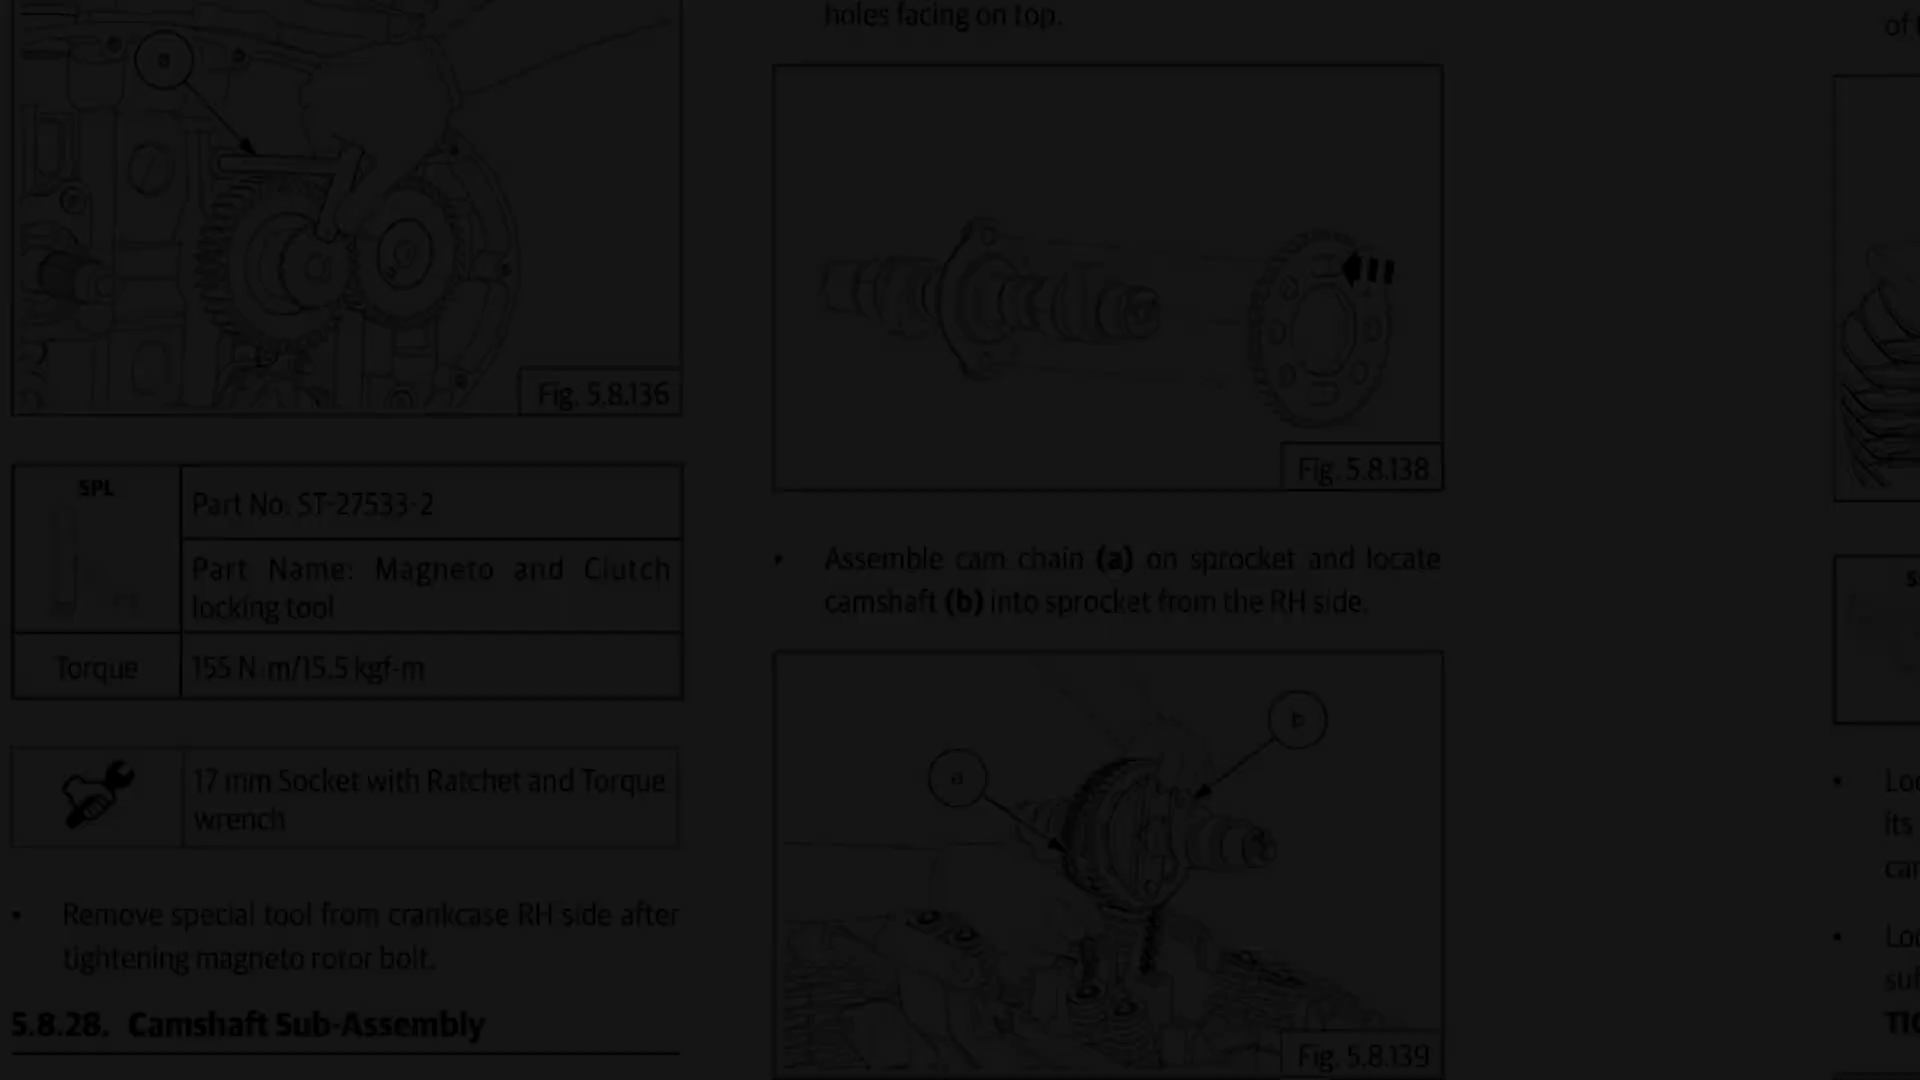 a
Fig. 5.8.136
SPL
Part No: ST-27533-2
Part Name: Magneto and Clutch
locking tool
Torque
155 N-m/15.5 kgf-m
17 mm Socket with Ratchet and Torque
wrench
• Remove special tool from crankcase RH side after
tightening magneto rotor bolt.
5.8.28. Camshaft Sub-Assembly
holes facing on top.
Fig. 5.8.138
• Assemble cam chain (a) on sprocket and locate
camshaft (b) into sprocket from the RH side.
a
b
Fig. 5.8.139
of
its